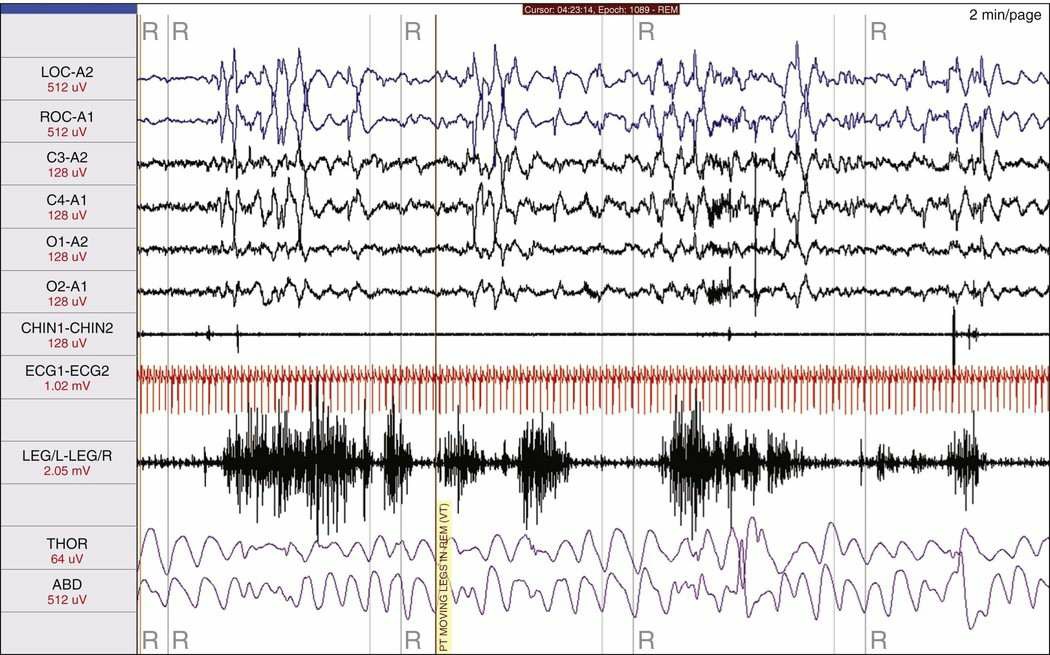 Cursor: 04:23:14, Epoch: 1089 - REM
2 min/page
R R R R R
LOC-A2
512 uV
ROC-A1
512 uV
C3-A2
128 uV
C4-A1
128 uV
O1-A2
128 uV
O2-A1
128 uV
CHIN1-CHIN2
128 uV
ECG1-ECG2
1.02 mV
LEG/L-LEG/R
2.05 mV
THOR
64 uV
ABD
512 uV
PT MOVING LEGS IN REM (VT)
R R R R R